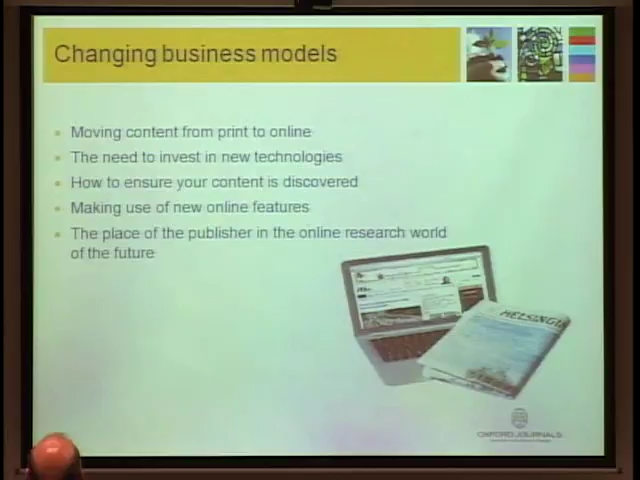 Changing business models
Moving content from print to online
The need to invest in new technologies
How to ensure your content is discovered
Making use of new online features
The place of the publisher in the online research world
of the future
OXFORD JOURNALS